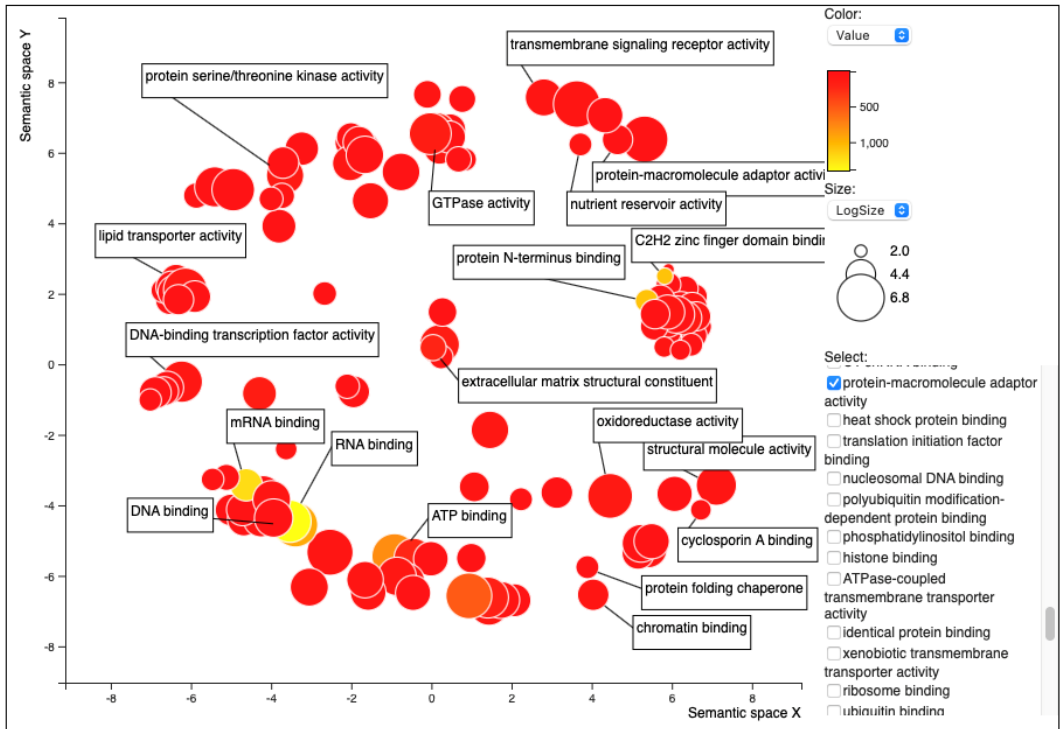 Color:
Value
500
1,000
Size:
LogSize
2.0
4.4
6.8
Select:
protein-macromolecule adaptor
activity
heat shock protein binding
translation initiation factor
binding
nucleosomal DNA binding
polyubiquitin modification-
dependent protein binding
phosphatidylinositol binding
histone binding
ATPase-coupled
transmembrane transporter
activity
identical protein binding
xenobiotic transmembrane
transporter activity
ribosome binding
ubiquitin binding
Semantic space Y
8
6
4
2
0
-2
-4
-6
-8
transmembrane signaling receptor activity
protein serine/threonine kinase activity
protein-macromolecule adaptor activi
GTPase activity
nutrient reservoir activity
lipid transporter activity
C2H2 zinc finger domain bindin
protein N-terminus binding
DNA-binding transcription factor activity
extracellular matrix structural constituent
mRNA binding
oxidoreductase activity
RNA binding
structural molecule activity
DNA binding
ATP binding
cyclosporin A binding
protein folding chaperone
chromatin binding
-8 -6 -4 -2 0 2 4 6 8
Semantic space X